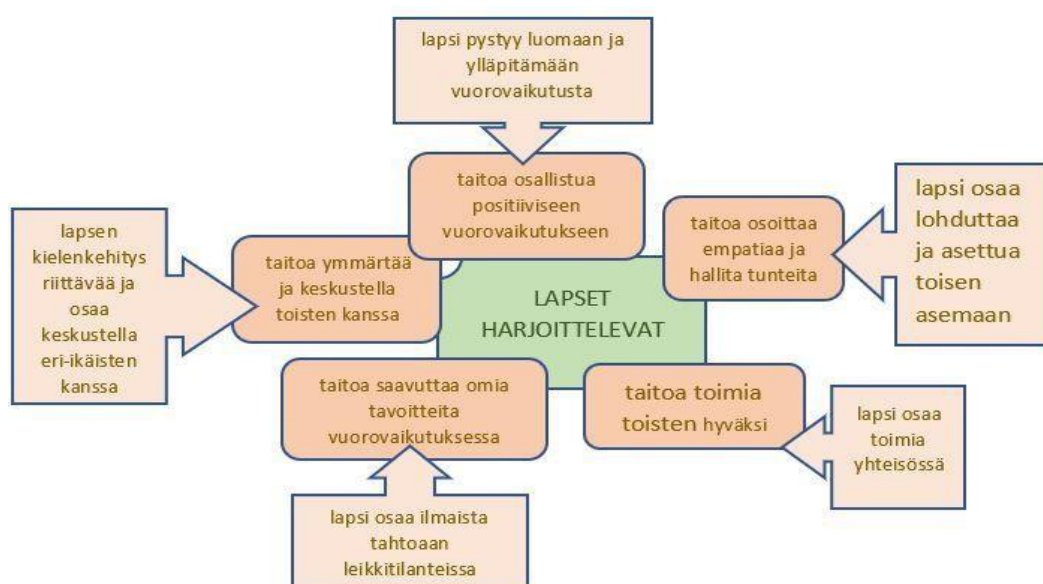 lapsi pystyy luomaan ja
ylläpitämään
vuorovaikutusta
taitoa osallistua
positiiviseen
vuorovaikutukseen
lapsen
kielenkehitys
riittävää ja
osaa
keskustella
eri-ikäisten
kanssa
taitoa ymmärtää
ja keskustella
toisten kanssa
taitoa osoittaa
empatiaa ja
hallita tunteita
lapsi osaa
lohduttaa
ja asettua
toisen
asemaan
LAPSET
HARJOITTELEVAT
taitoa saavuttaa omia
tavoitteita
vuorovaikutuksessa
taitoa toimia
toisten hyväksi
lapsi osaa
toimia
yhteisössä
lapsi osaa ilmaista
tahtoaan
leikkitilanteissa